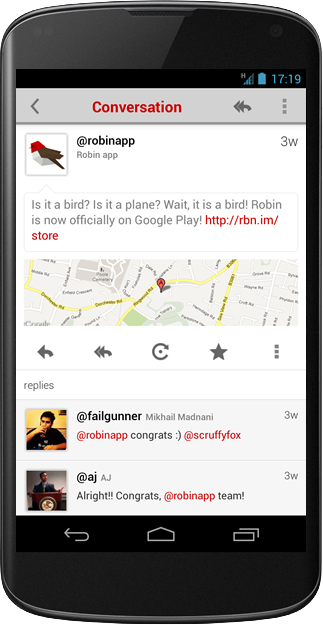 H 17:19
Conversation
@robinapp 3w
Robin app
Is it a bird? Is it a plane? Wait, it is a bird! Robin
is now officially on Google Play! http://rbn.im/
store
replies
@failgunner Mikhail Madnani 3w
@robinapp congrats :) @scruffyfox
@aj AJ 3w
Alright!! Congrats, @robinapp team!